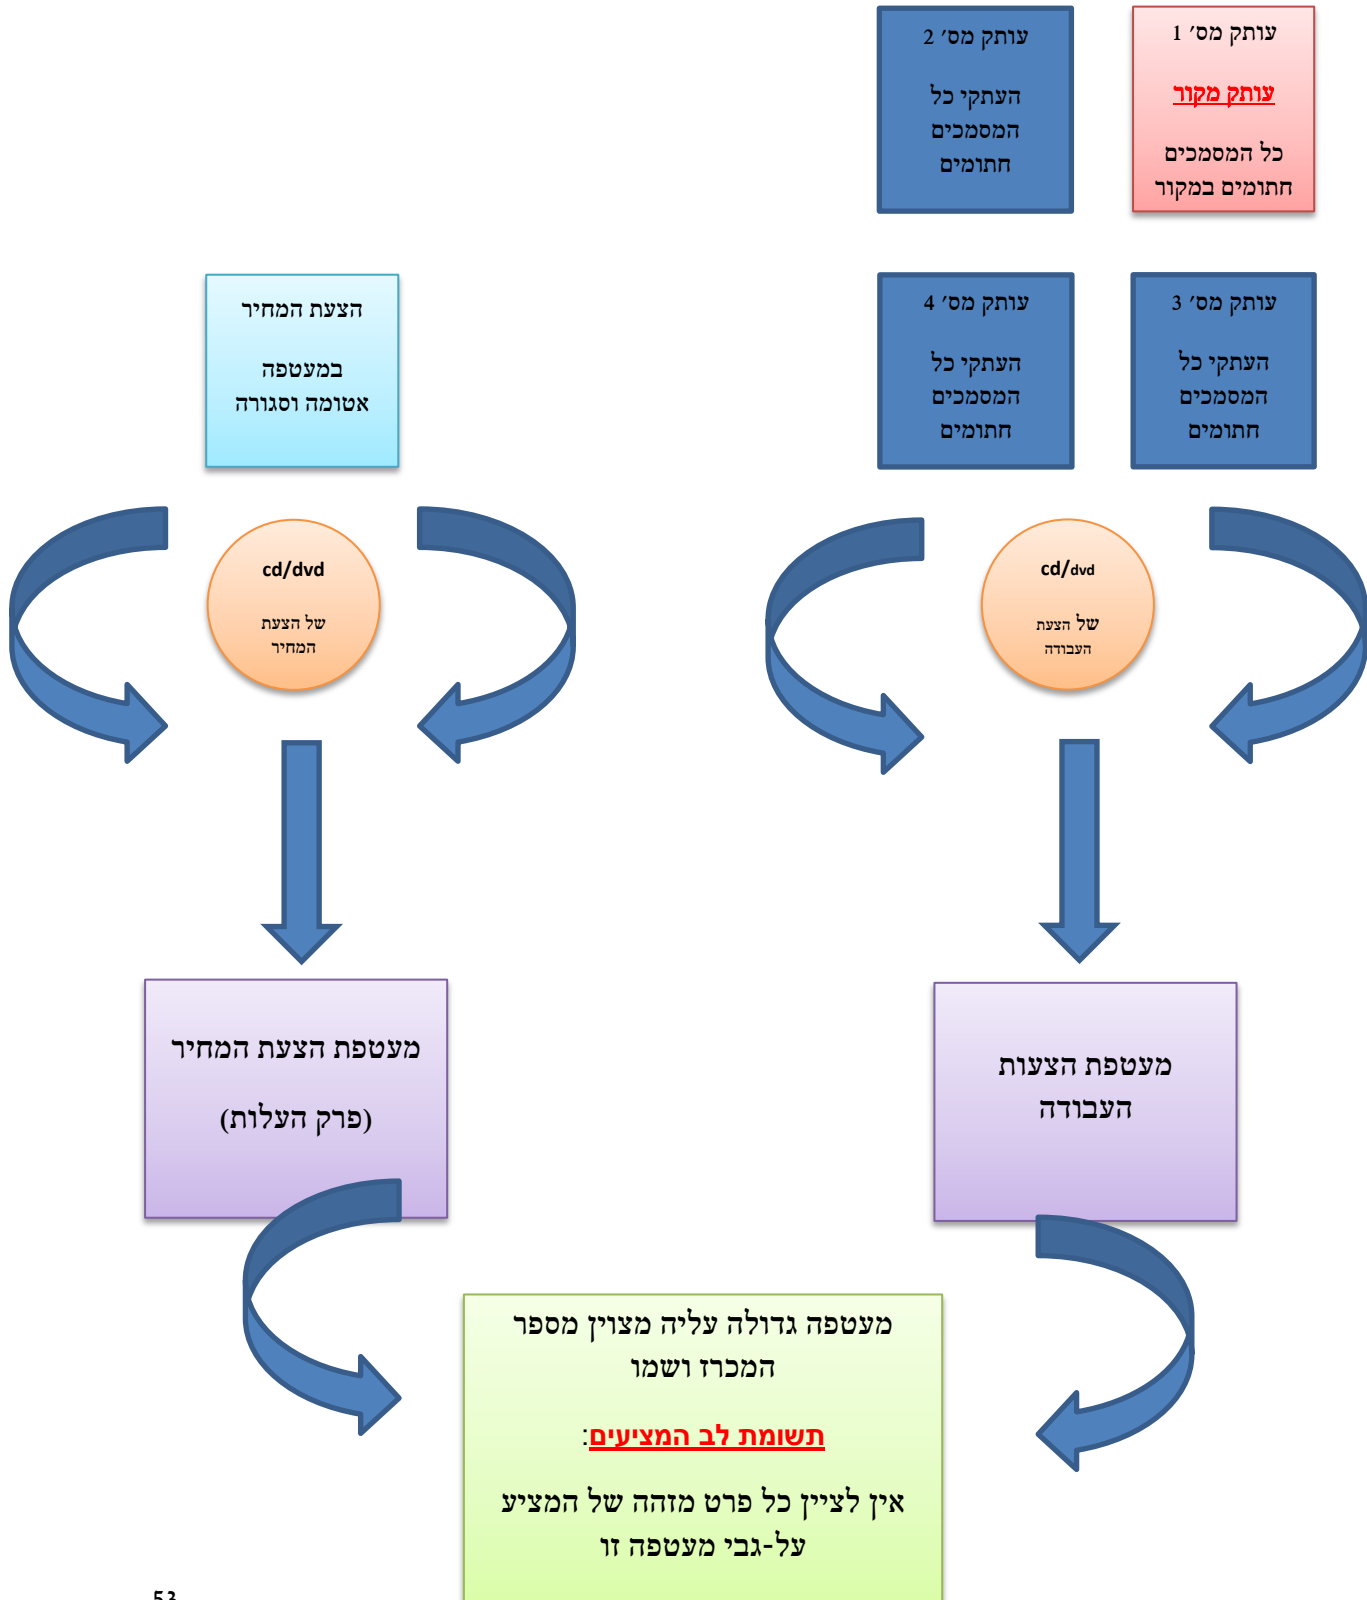 עותק מס׳ 1
עותק מקור
כל המסמכים
חתומים במקור
עותק מס׳ 2
העתקי כל
המסמכים
חתומים
עותק מס׳ 3
העתקי כל
המסמכים
חתומים
עותק מס׳ 4
העתקי כל
המסמכים
חתומים
הצעת המחיר
במעטפה
אטומה וסגורה
cd/dvd
של הצעת
העבודה
cd/dvd
של הצעת
המחיר
מעטפת הצעות
העבודה
מעטפת הצעת המחיר
(פרק העלות)
מעטפה גדולה עליה מצוין מספר
המכרז ושמו
תשומת לב המציעים:
אין לציין כל פרט מזהה של המציע
על-גבי מעטפה זו
53